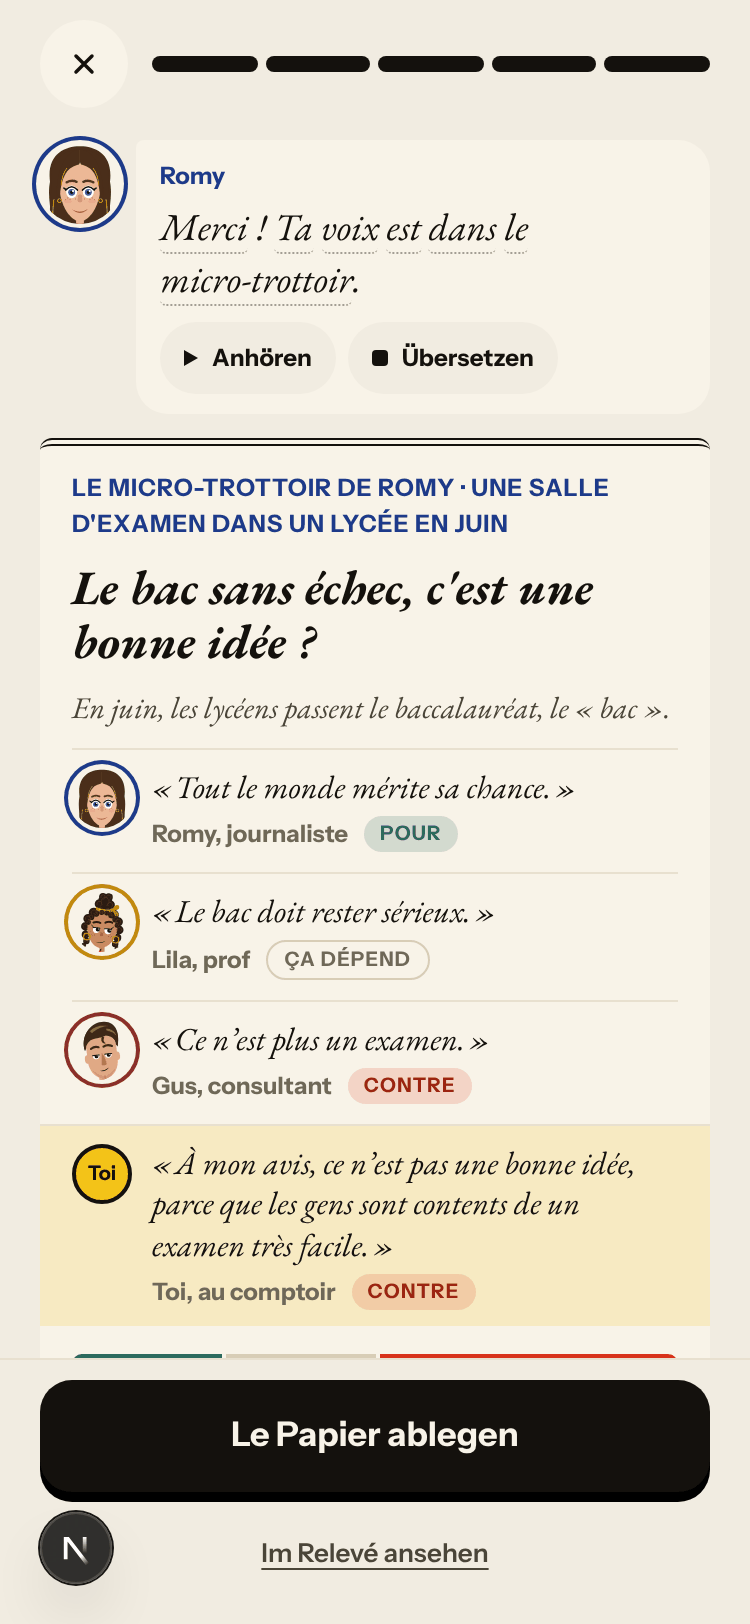 Romy
Merci ! Ta voix est dans le
micro-trottoir.
Anhören
Übersetzen
LE MICRO-TROTTOIR DE ROMY · UNE SALLE
D'EXAMEN DANS UN LYCÉE EN JUIN
Le bac sans échec, c'est une
bonne idée ?
En juin, les lycéens passent le baccalauréat, le « bac ».
« Tout le monde mérite sa chance. »
Romy, journaliste POUR
« Le bac doit rester sérieux. »
Lila, prof ÇA DÉPEND
« Ce n’est plus un examen. »
Gus, consultant CONTRE
Toi
« À mon avis, ce n’est pas une bonne idée,
parce que les gens sont contents de un
examen très facile. »
Toi, au comptoir CONTRE
Le Papier ablegen
N
Im Relevé ansehen